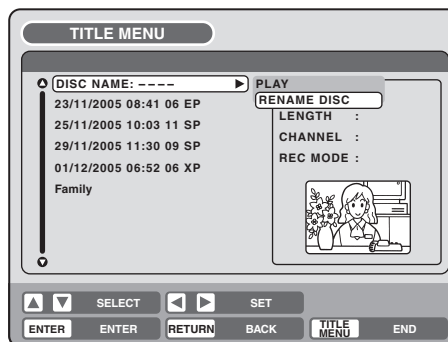 TITLE MENU
DISC NAME: – – – –
23/11/2005 08:41 06 EP
25/11/2005 10:03 11 SP
29/11/2005 11:30 09 SP
01/12/2005 06:52 06 XP
Family
PLAY
RENAME DISC
LENGTH :
CHANNEL :
REC MODE :
SELECT SET
ENTER ENTER RETURN BACK TITLE MENU END